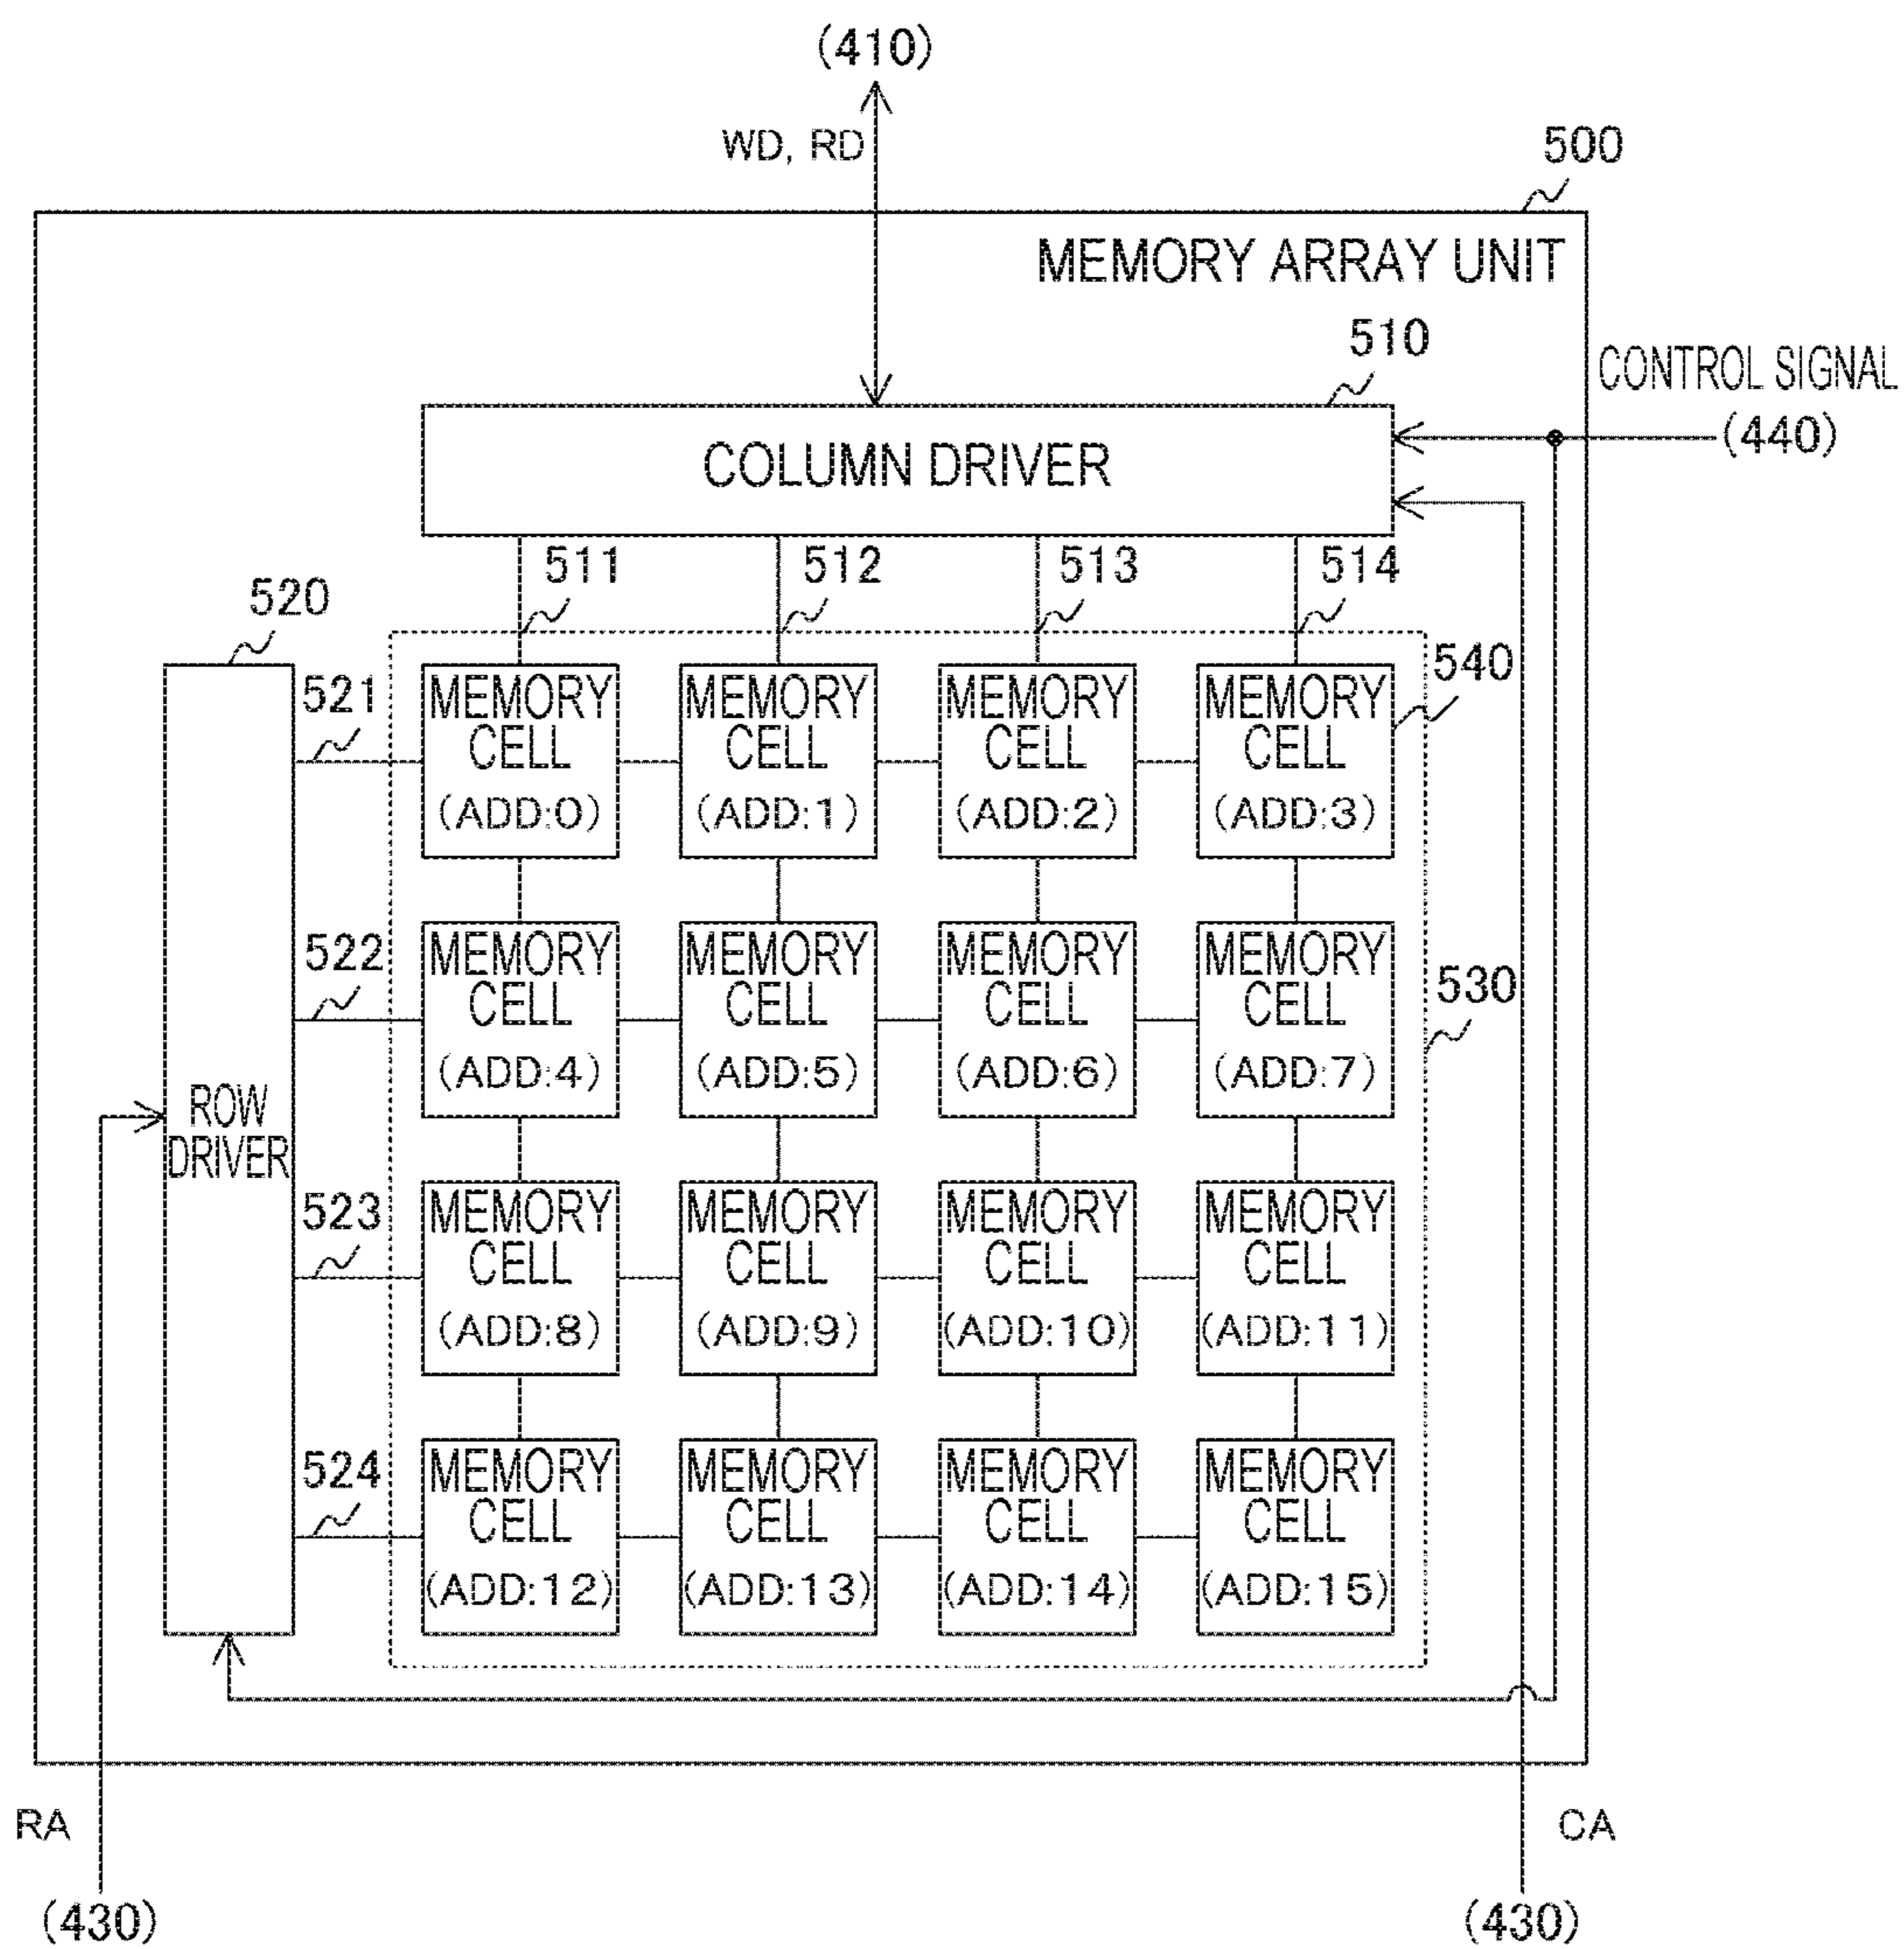 (410)
WD, RD
500
MEMORY ARRAY UNIT
510
CONTROL SIGNAL
(440)
COLUMN DRIVER
511
512
513
514
520
540
521
MEMORY
CELL
(ADD:0)
MEMORY
CELL
(ADD:1)
MEMORY
CELL
(ADD:2)
MEMORY
CELL
(ADD:3)
522
MEMORY
CELL
(ADD:4)
MEMORY
CELL
(ADD:5)
MEMORY
CELL
(ADD:6)
MEMORY
CELL
(ADD:7)
530
ROW
DRIVER
523
MEMORY
CELL
(ADD:8)
MEMORY
CELL
(ADD:9)
MEMORY
CELL
(ADD:10)
MEMORY
CELL
(ADD:11)
524
MEMORY
CELL
(ADD:12)
MEMORY
CELL
(ADD:13)
MEMORY
CELL
(ADD:14)
MEMORY
CELL
(ADD:15)
RA
CA
(430)
(430)